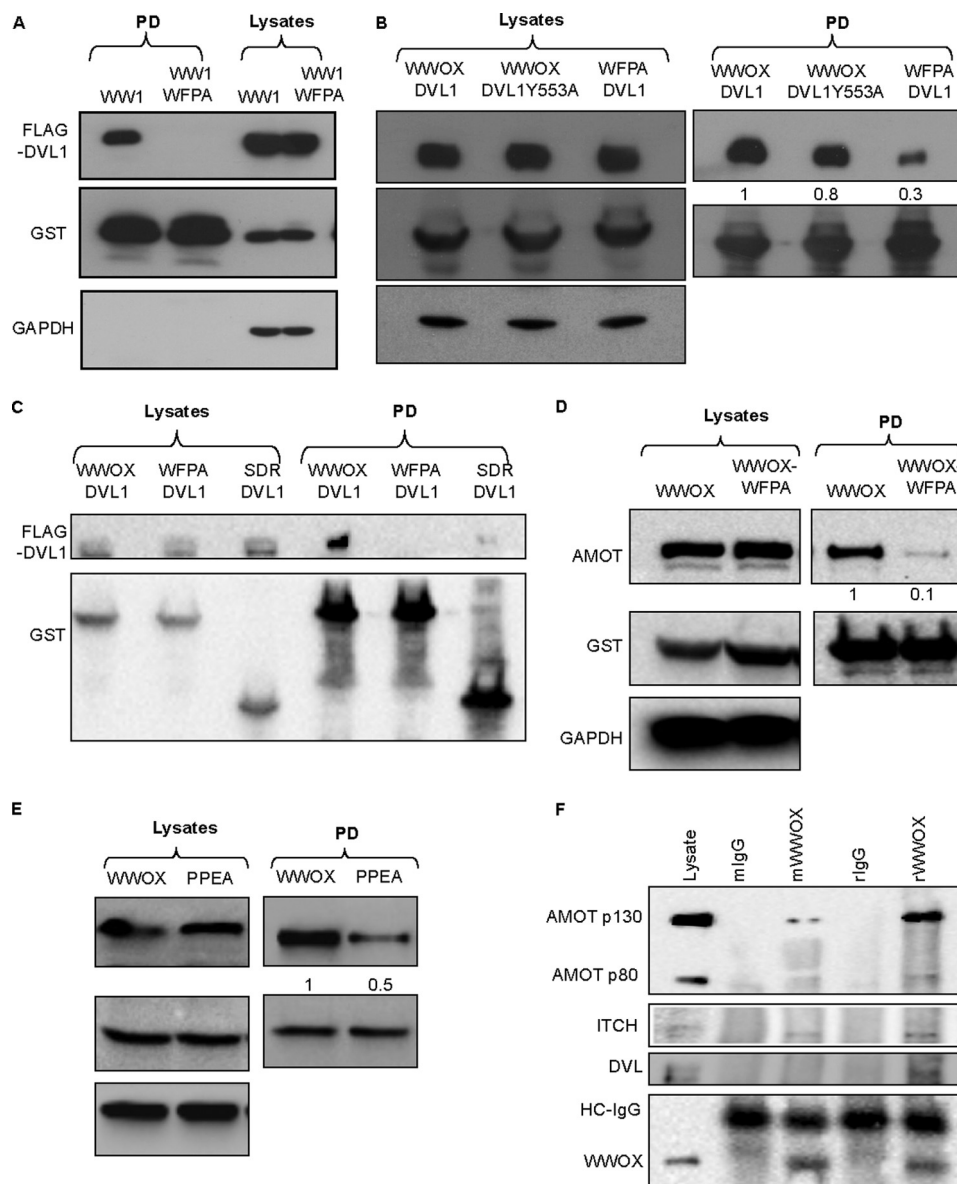 A
PD
Lysates
WW1
WW1
WFPA
WW1
WW1
WFPA
FLAG
-DVL1
GST
GAPDH
B
Lysates
PD
WWOX
DVL1
WWOX
DVL1Y553A
WFPA
DVL1
WWOX
DVL1
WWOX
DVL1Y553A
WFPA
DVL1
1 0.8 0.3
C
Lysates
PD
WWOX
DVL1
WFPA
DVL1
SDR
DVL1
WWOX
DVL1
WFPA
DVL1
SDR
DVL1
FLAG
-DVL1
GST
D
Lysates
PD
WWOX
WWOX-
WFPA
WWOX
WWOX-
WFPA
AMOT
1 0.1
GST
GAPDH
E
Lysates
PD
WWOX PPEA
WWOX PPEA
1 0.5
F
Lysate
mIgG
mWWOX
rIgG
rWWOX
AMOT p130
AMOT p80
ITCH
DVL
HC-IgG
WWOX